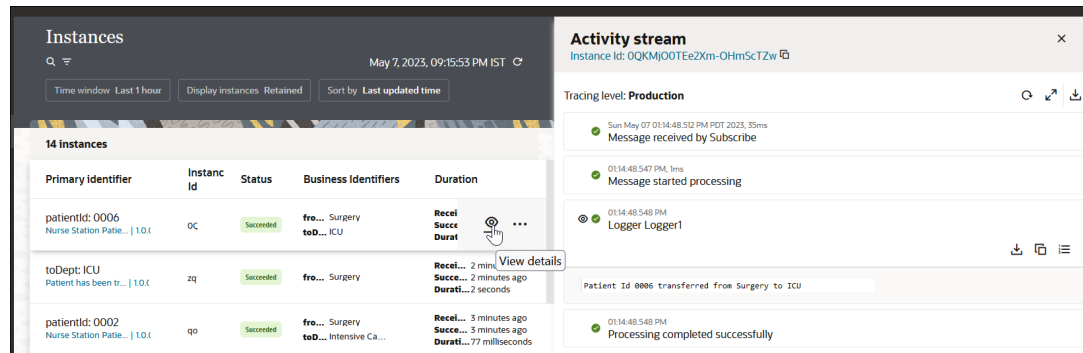 Instances
May 7, 2023, 09:15:53 PM IST
Time window Last 1 hour
Display instances Retained
Sort by Last updated time
14 instances
Primary identifier
Instanc Id
Status
Business Identifiers
Duration
patientId: 0006
Nurse Station Patie... | 1.0.(
Succeeded
fro... Surgery
toD... ICU
Recei
Succe
Durat
View details
toDept: ICU
Patient has been tr... | 1.0.(
zq
Succeeded
fro... Surgery
Recei... 2 minu
Succe... 2 minutes ago
Durati... 2 seconds
patientId: 0002
Nurse Station Patie... | 1.0.(
qo
Succeeded
fro... Surgery
toD... Intensive Ca...
Recei... 3 minutes ago
Succe... 3 minutes ago
Durati... 77 milliseconds
Activity stream
Instance Id: 0QKMjO0TEe2Xm-OHmScTZw
Tracing level: Production
Sun May 07 01:14:48.512 PM PDT 2023, 35ms
Message received by Subscribe
01:14:48.547 PM, 1ms
Message started processing
01:14:48.548 PM
Logger Logger1
Patient Id 0006 transferred from Surgery to ICU
01:14:48.548 PM
Processing completed successfully